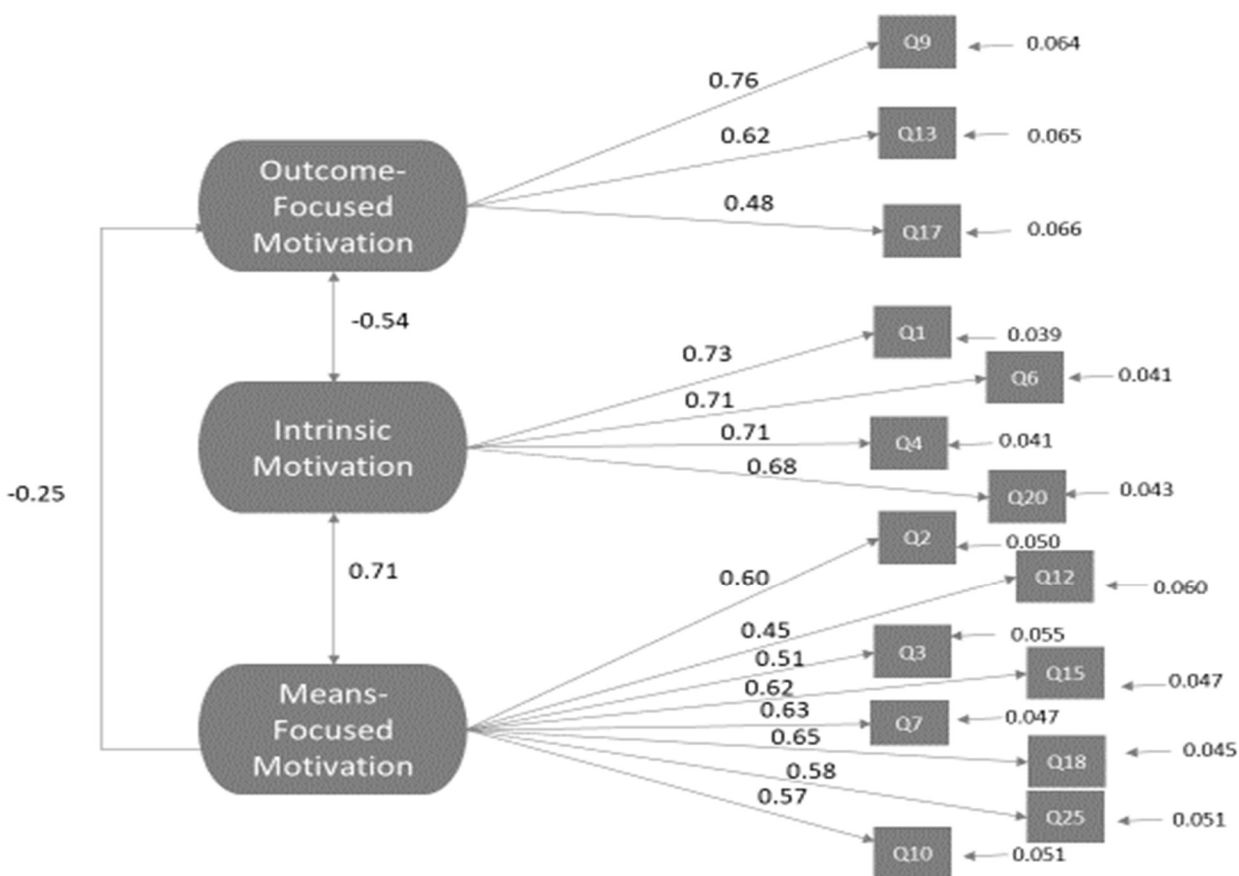 Q9
0.064
0.76
Q13
0.065
0.62
Outcome-
Focused
Motivation
0.48
Q17
0.066
-0.54
Q1
0.039
0.73
Q6
0.041
0.71
Intrinsic
Motivation
0.71
Q4
0.041
0.68
Q20
0.043
-0.25
Q2
0.050
0.71
0.60
Q12
0.060
0.45
Q3
0.055
0.51
Means-
Focused
Motivation
0.62
Q15
0.047
0.63
Q7
0.047
0.65
Q18
0.045
0.58
Q25
0.051
0.57
Q10
0.051